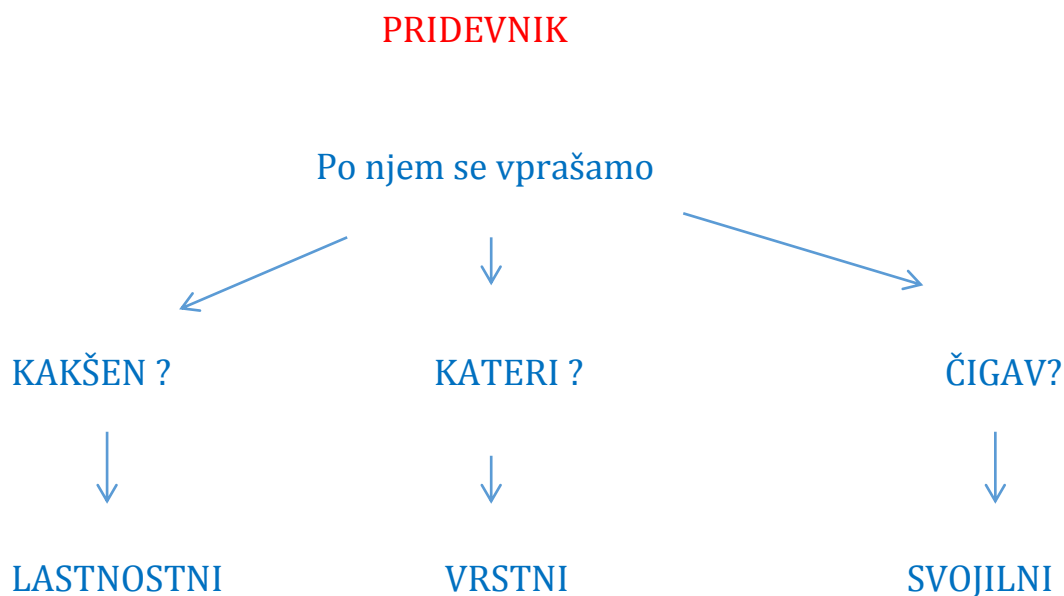 PRIDEVNIK
Po njem se vprašamo
KAKŠEN ? KATERI ? ČIGAV?
LASTNOSTNI VRSTNI SVOJILNI